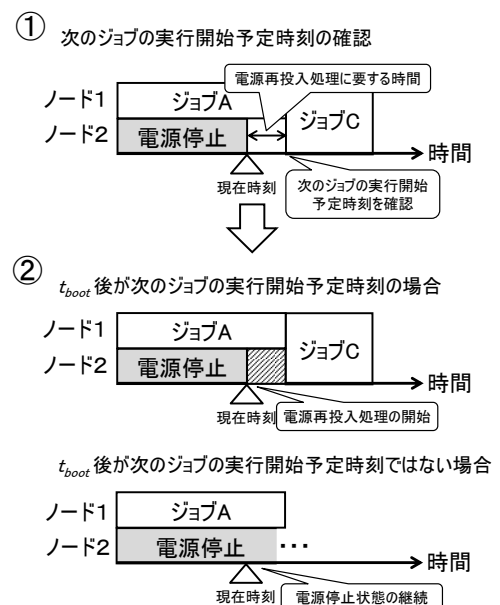 ① 次のジョブの実行開始予定時刻の確認
電源再投入処理に要する時間
ノード1 ジョブA
ジョブC
ノード2 電源停止
時間
現在時刻
次のジョブの実行開始
予定時刻を確認
②
t_boot 後が次のジョブの実行開始予定時刻の場合
ノード1 ジョブA
ジョブC
ノード2 電源停止
時間
現在時刻 電源再投入処理の開始
t_boot 後が次のジョブの実行開始予定時刻ではない場合
ノード1 ジョブA
ノード2 電源停止 ･･･
時間
現在時刻 電源停止状態の継続